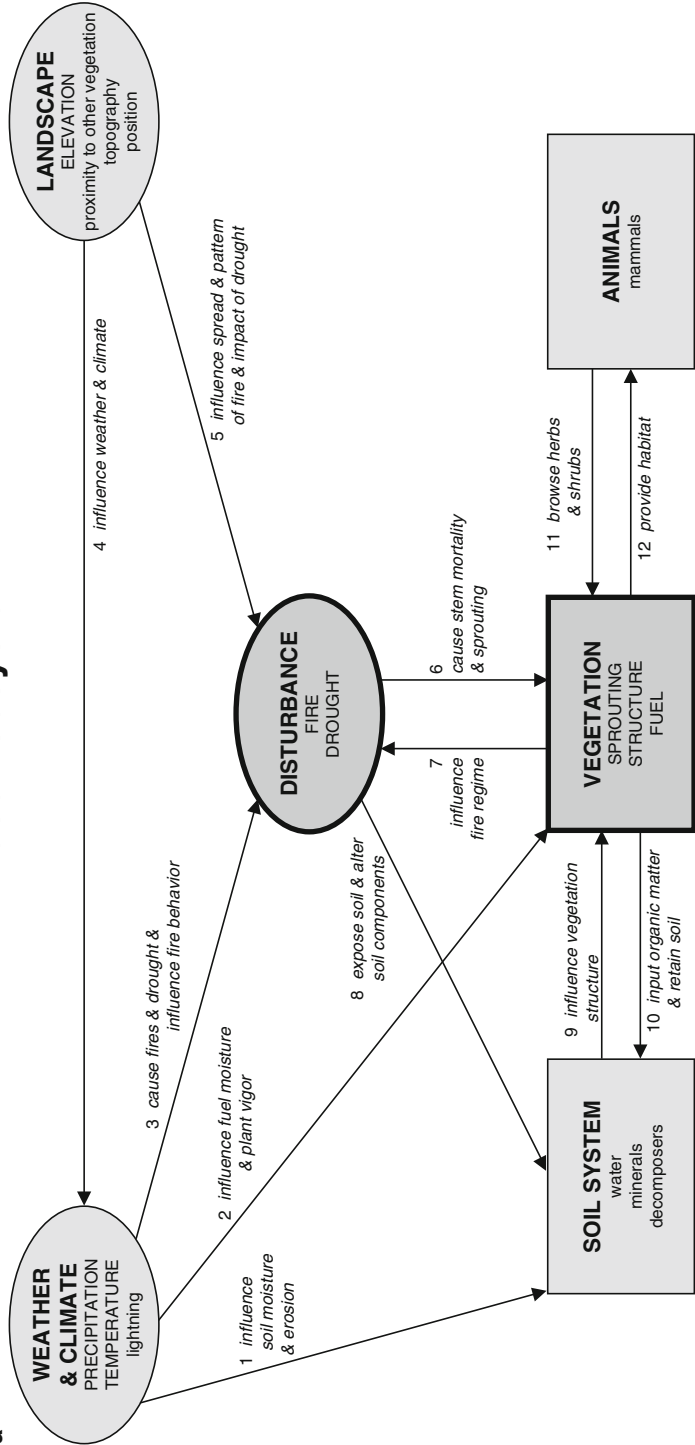 WEATHER
& CLIMATE
PRECIPITATION
TEMPERATURE
lightning
LANDSCAPE
ELEVATION
proximity to other vegetation
topography
position
4 influence weather & climate
3 cause fires & drought &
influence fire behavior
5 influence spread & pattern
of fire & impact of drought
2 influence fuel moisture
& plant vigor
1 influence
soil moisture
& erosion
DISTURBANCE
FIRE
DROUGHT
8 expose soil & alter
soil components
7
influence
fire regime
6
cause stem mortality
& sprouting
SOIL SYSTEM
water
minerals
decomposers
9 influence vegetation
structure
10 input organic matter
& retain soil
VEGETATION
SPROUTING
STRUCTURE
FUEL
11 browse herbs
& shrubs
12 provide habitat
ANIMALS
mammals